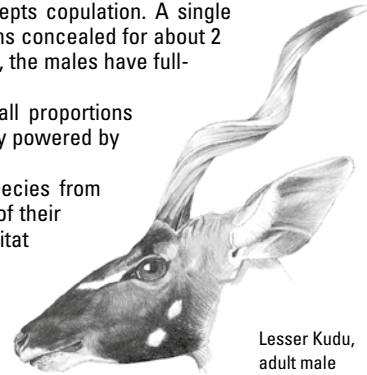 epts copulation. A single
ns concealed for about 2
, the males have full-
all proportions
y powered by
ecies from
of their
itat
Lesser Kudu,
adult male